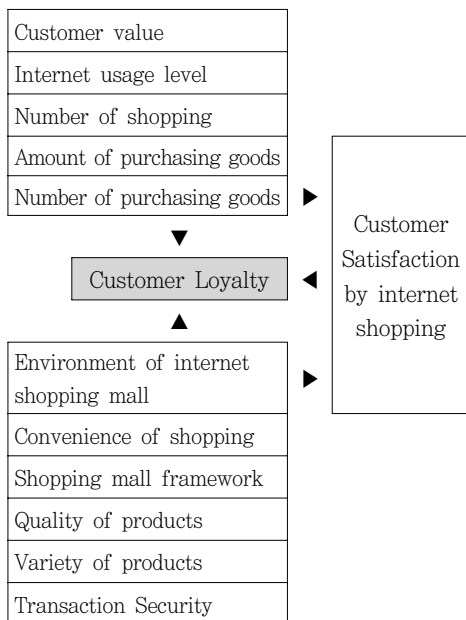 Customer value
Internet usage level
Number of shopping
Amount of purchasing goods
Number of purchasing goods
▶
▼
Customer Loyalty
◀
▲
Customer
Satisfaction
by internet
shopping
Environment of internet
shopping mall
▶
Convenience of shopping
Shopping mall framework
Quality of products
Variety of products
Transaction Security